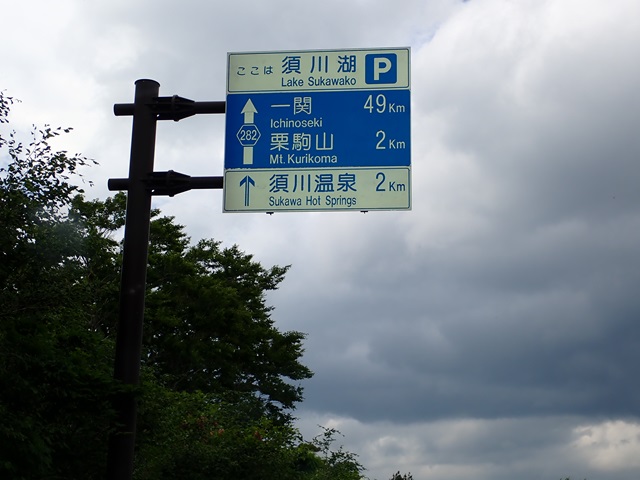 ここは 須川湖 P
Lake Sukawako
一関 49Km
Ichinoseki
282
栗駒山 2Km
Mt.Kurikoma
須川温泉 2Km
Sukawa Hot Springs